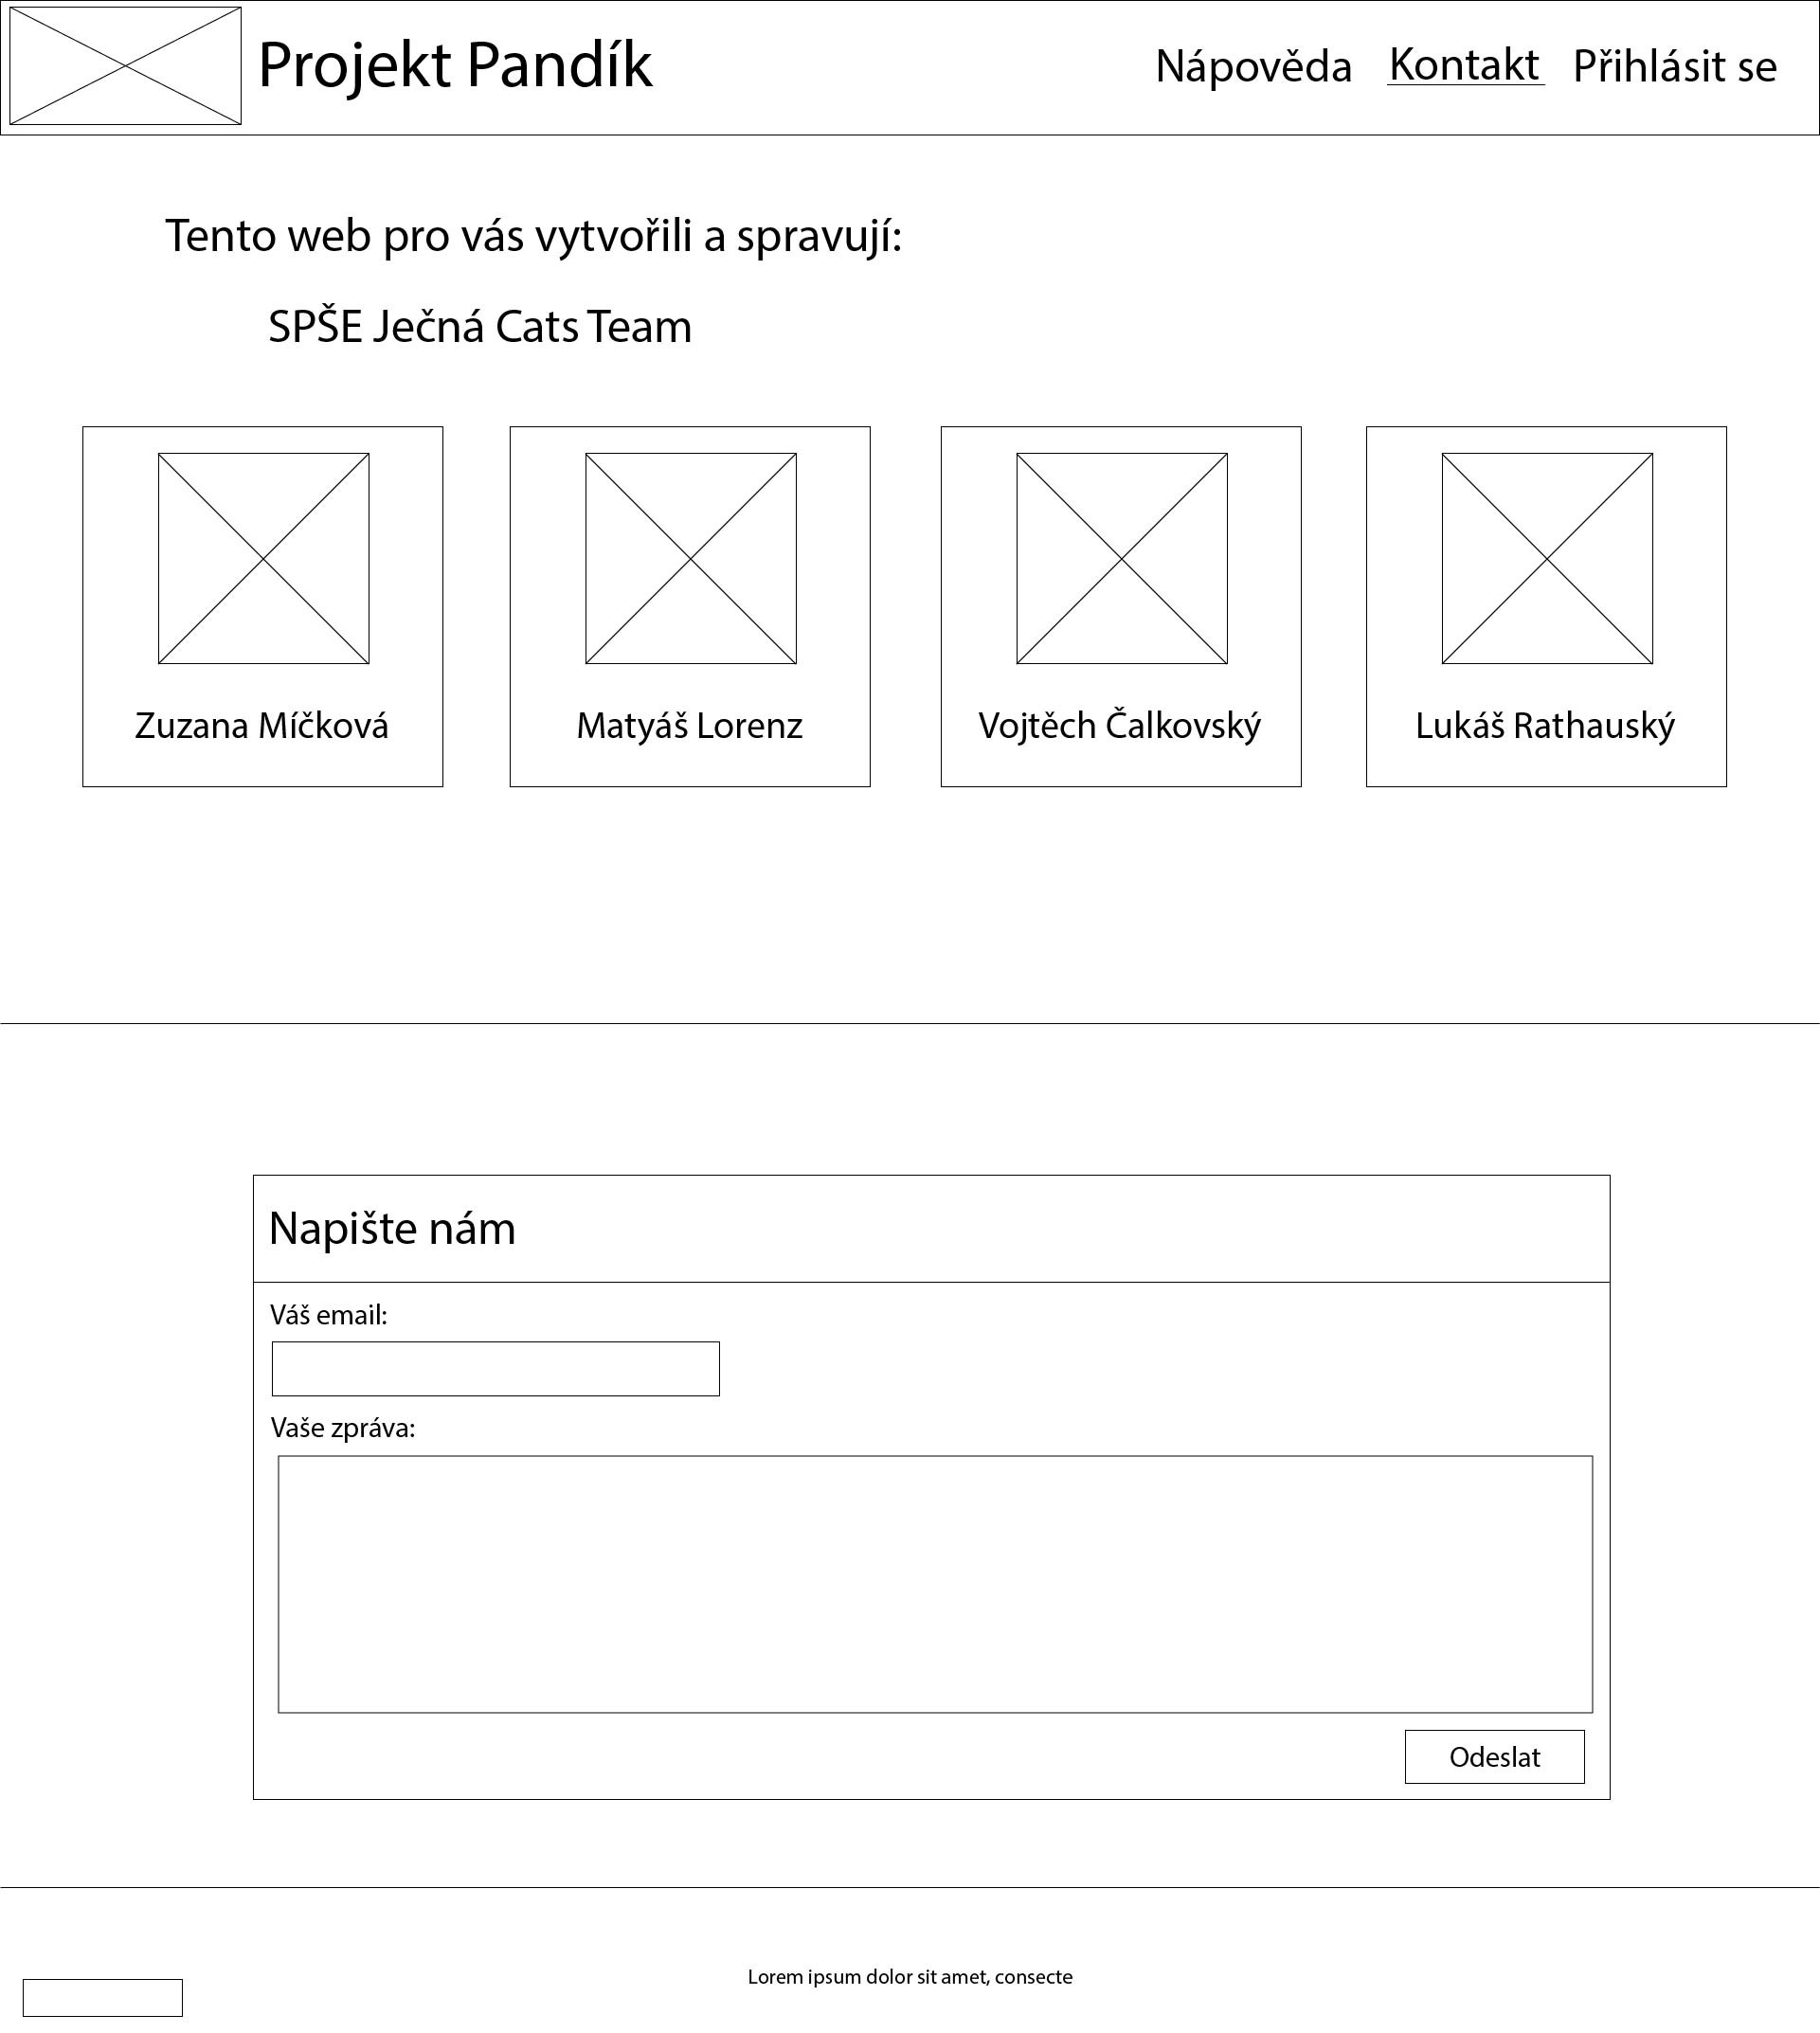 Projekt Pandík
Nápověda
Kontakt
Přihlásit se
Tento web pro vás vytvořili a spravují:
SPŠE Ječná Cats Team
Zuzana Míčková
Matyáš Lorenz
Vojtěch Čalkovský
Lukáš Rathauský
Napište nám
Váš email:
Vaše zpráva:
Odeslat
Lorem ipsum dolor sit amet, consecte